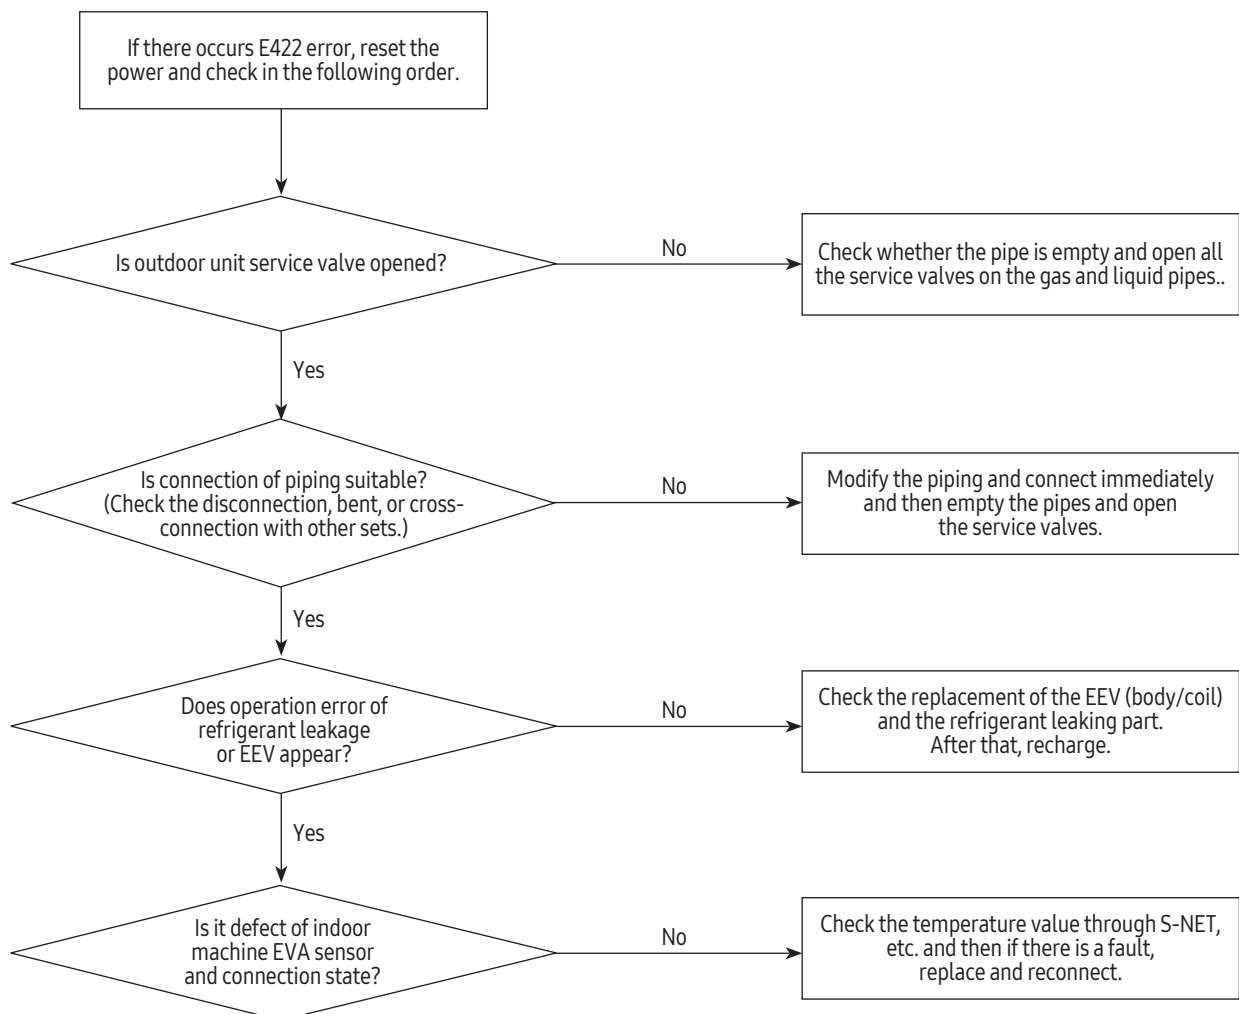 If there occurs E422 error, reset the
power and check in the following order.
Is outdoor unit service valve opened?
No
Check whether the pipe is empty and open all
the service valves on the gas and liquid pipes..
Yes
Is connection of piping suitable?
(Check the disconnection, bent, or cross-
connection with other sets.)
No
Modify the piping and connect immediately
and then empty the pipes and open
the service valves.
Yes
Does operation error of
refrigerant leakage
or EEV appear?
No
Check the replacement of the EEV (body/coil)
and the refrigerant leaking part.
After that, recharge.
Yes
Is it defect of indoor
machine EVA sensor
and connection state?
No
Check the temperature value through S-NET,
etc. and then if there is a fault,
replace and reconnect.